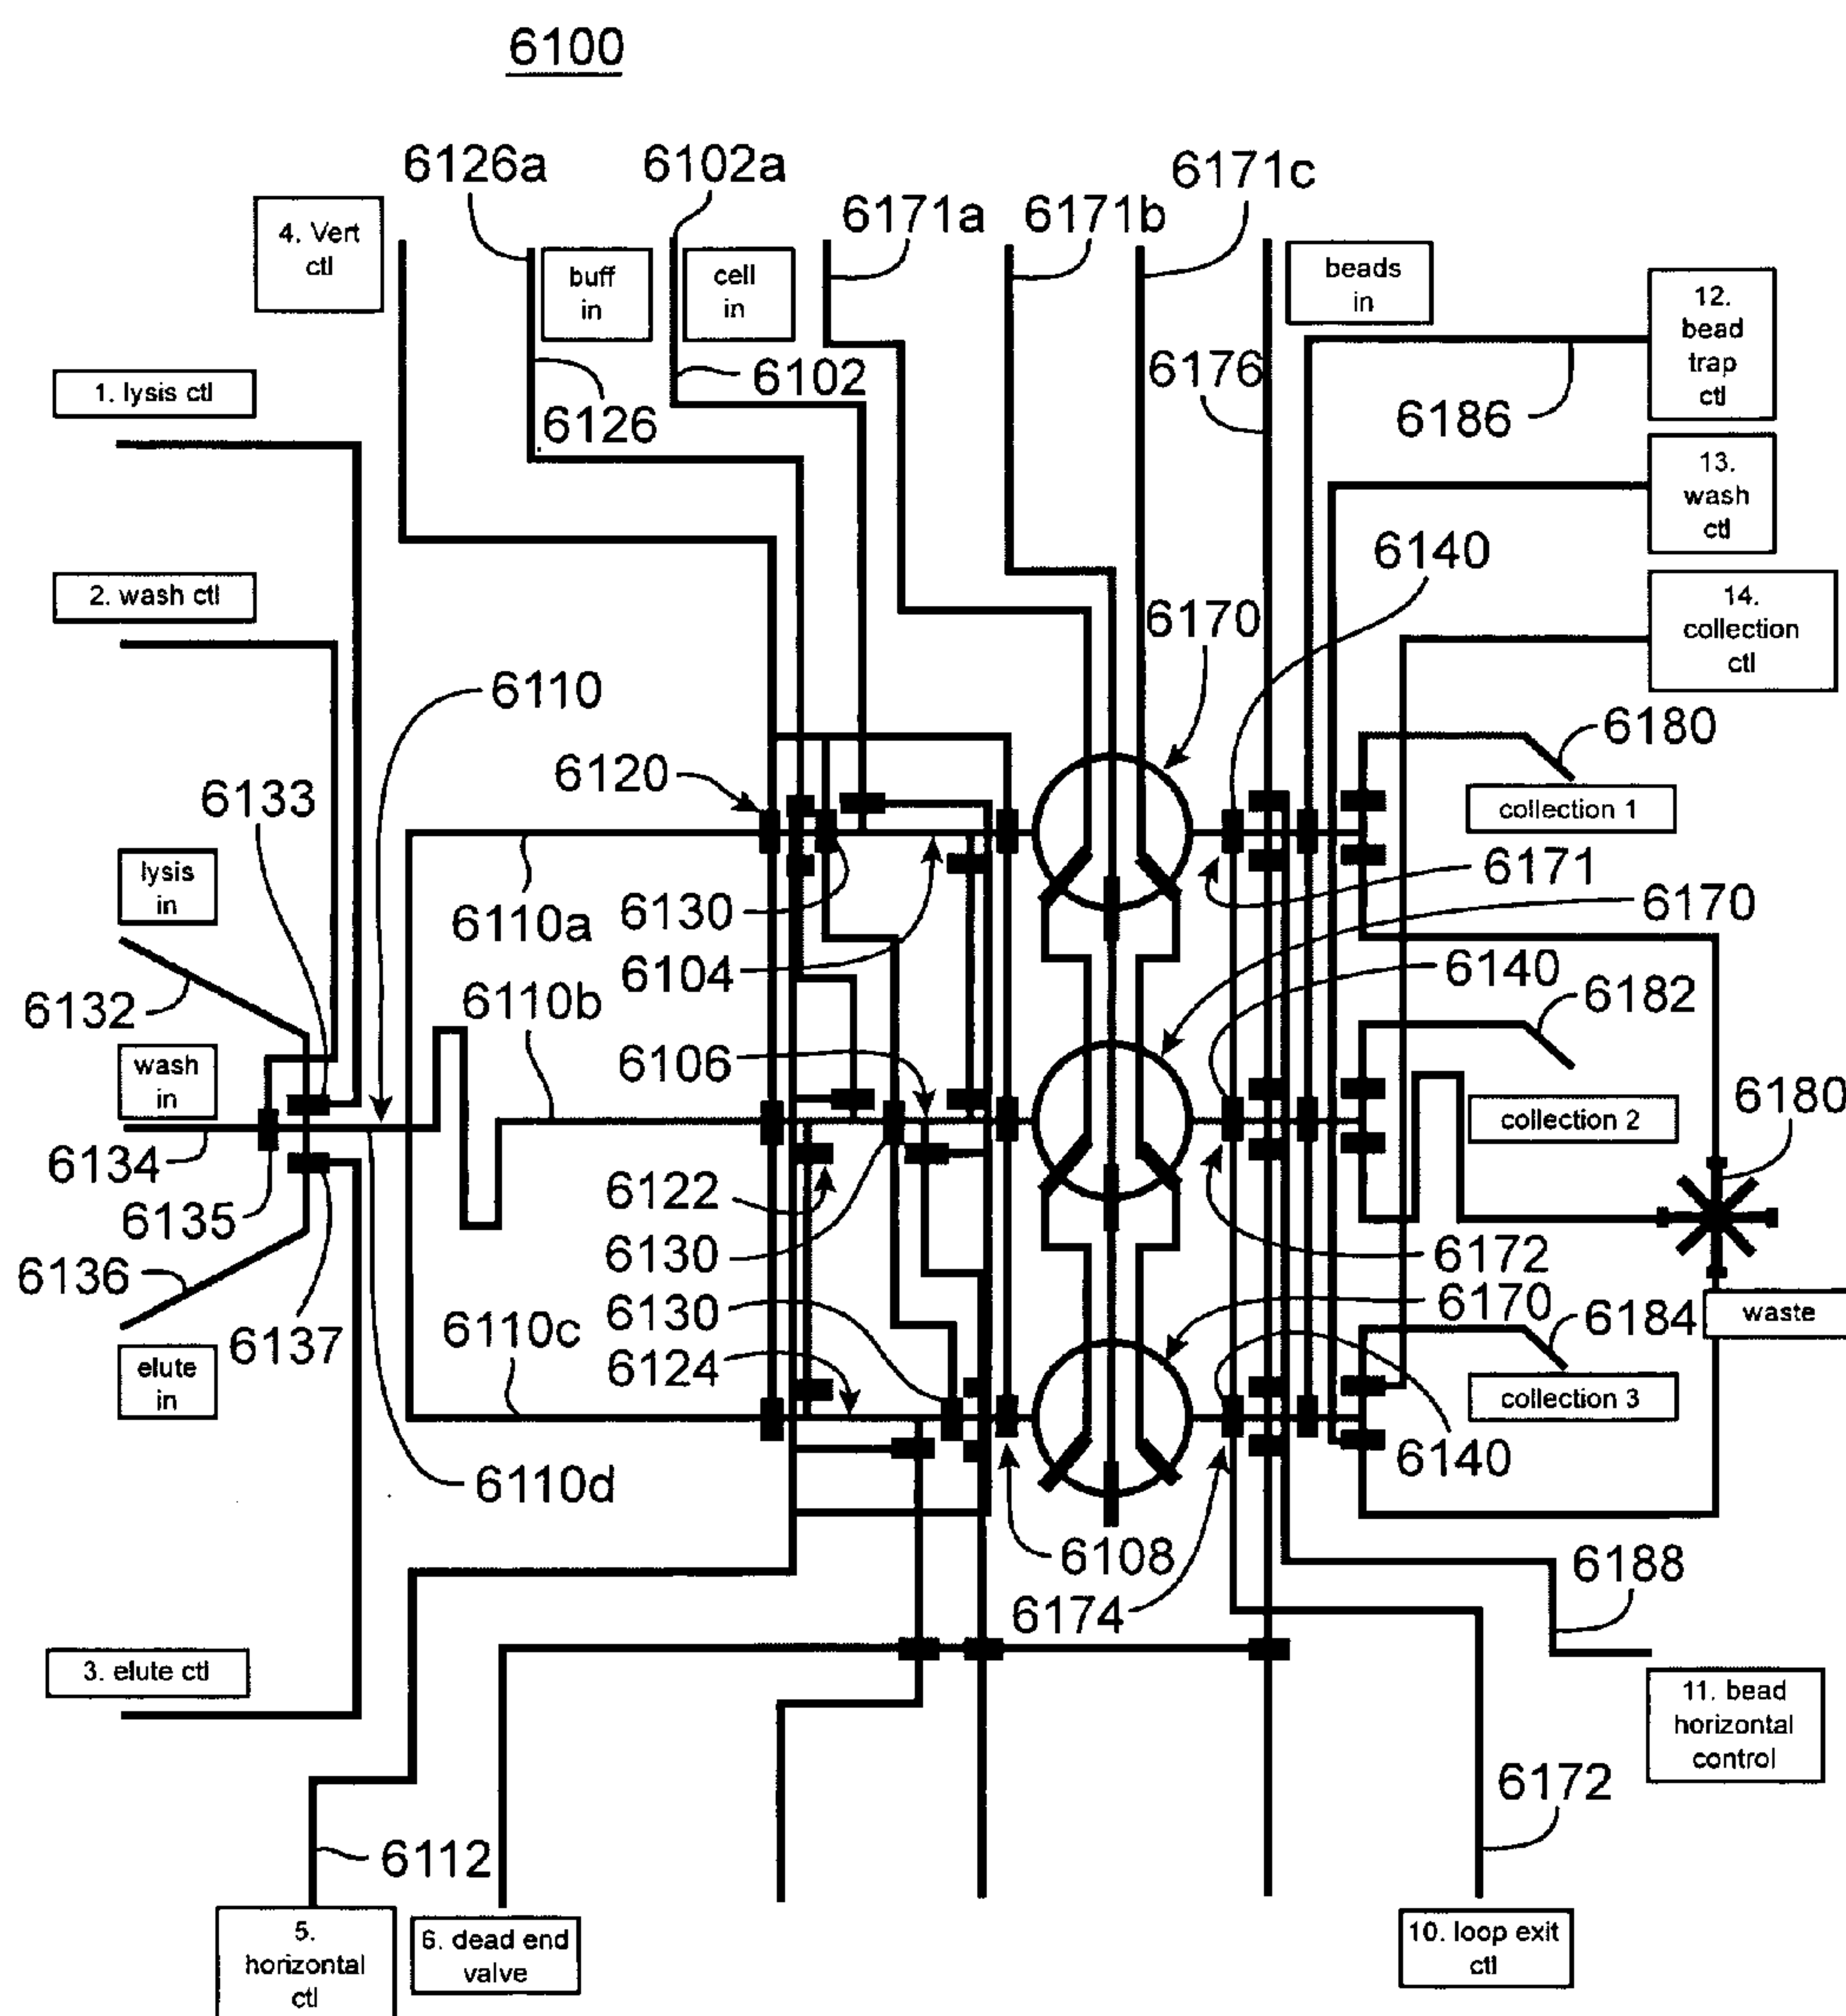 6100
6126a
6102a
6171c
6171a
6171b
4. Vert
ctl
buff
in
cell
in
beads
in
12.
bead
trap
ctl
6176
6102
1. lysis ctl
6186
6126
13.
wash
ctl
6140
2. wash ctl
14.
collection
ctl
6170
6110
6180
6120
6133
collection 1
lysis
in
6171
6110a
6130
6170
6104
6140
6132
6110b
6182
6106
wash
in
6180
collection 2
6134
6122
6135
6130
6172
6136
6130
6170
6184
waste
6110c
6137
6124
elute
in
collection 3
6140
6110d
6108
6188
6174
3. elute ctl
11. bead
horizontal
control
6172
6112
5.
horizontal
ctl
6. dead end
valve
10. loop exit
ctl